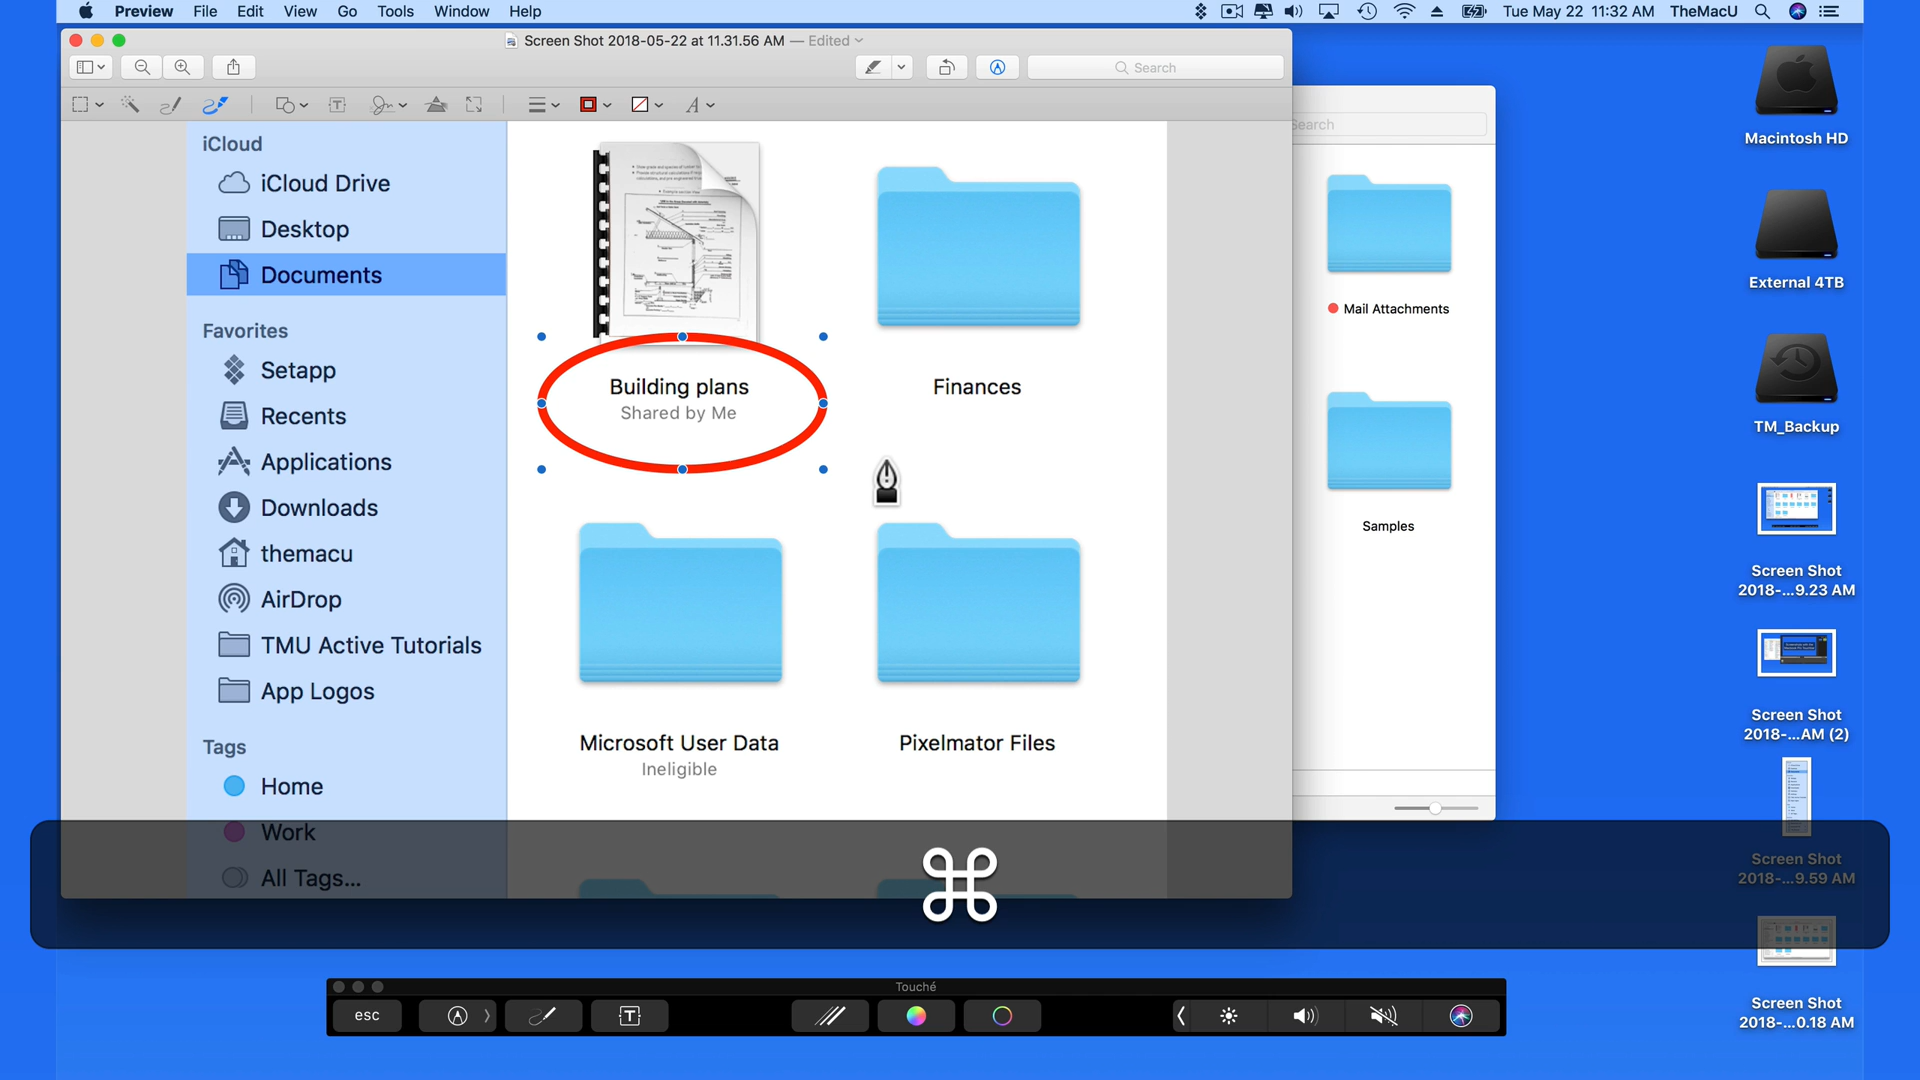 Preview File Edit View Go Tools Window Help
Tue May 22 11:32 AM TheMacU
Screen Shot 2018-05-22 at 11.31.56 AM — Edited
Search
Search
iCloud
iCloud Drive
Desktop
Documents
Favorites
Setapp
Recents
Applications
Downloads
themacu
AirDrop
TMU Active Tutorials
App Logos
Tags
Home
Work
All Tags...
Building plans
Shared by Me
Finances
Microsoft User Data
Ineligible
Pixelmator Files
Mail Attachments
Samples
Macintosh HD
External 4TB
TM_Backup
Screen Shot
2018-...9.23 AM
Screen Shot
2018-...AM (2)
Screen Shot
2018-...9.59 AM
Screen Shot
2018-...0.18 AM
⌘
Touché
esc